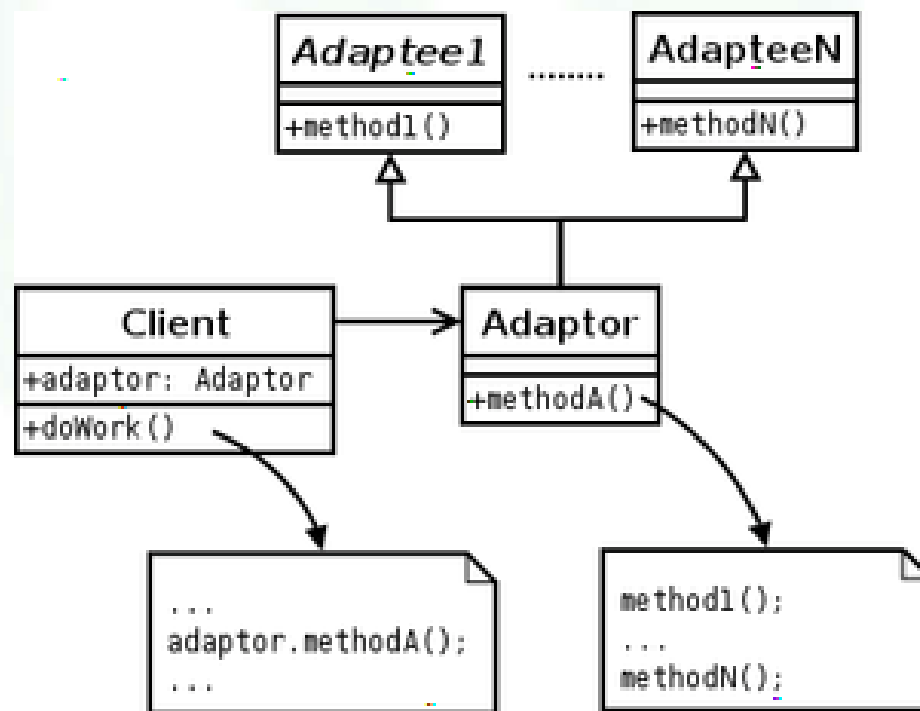 Adaptee1
+method1()
........
AdapteeN
+methodN()
Client
+adaptor: Adaptor
+doWork()
Adaptor
+methodA()
...
adaptor.methodA();
...
method1();
...
methodN();